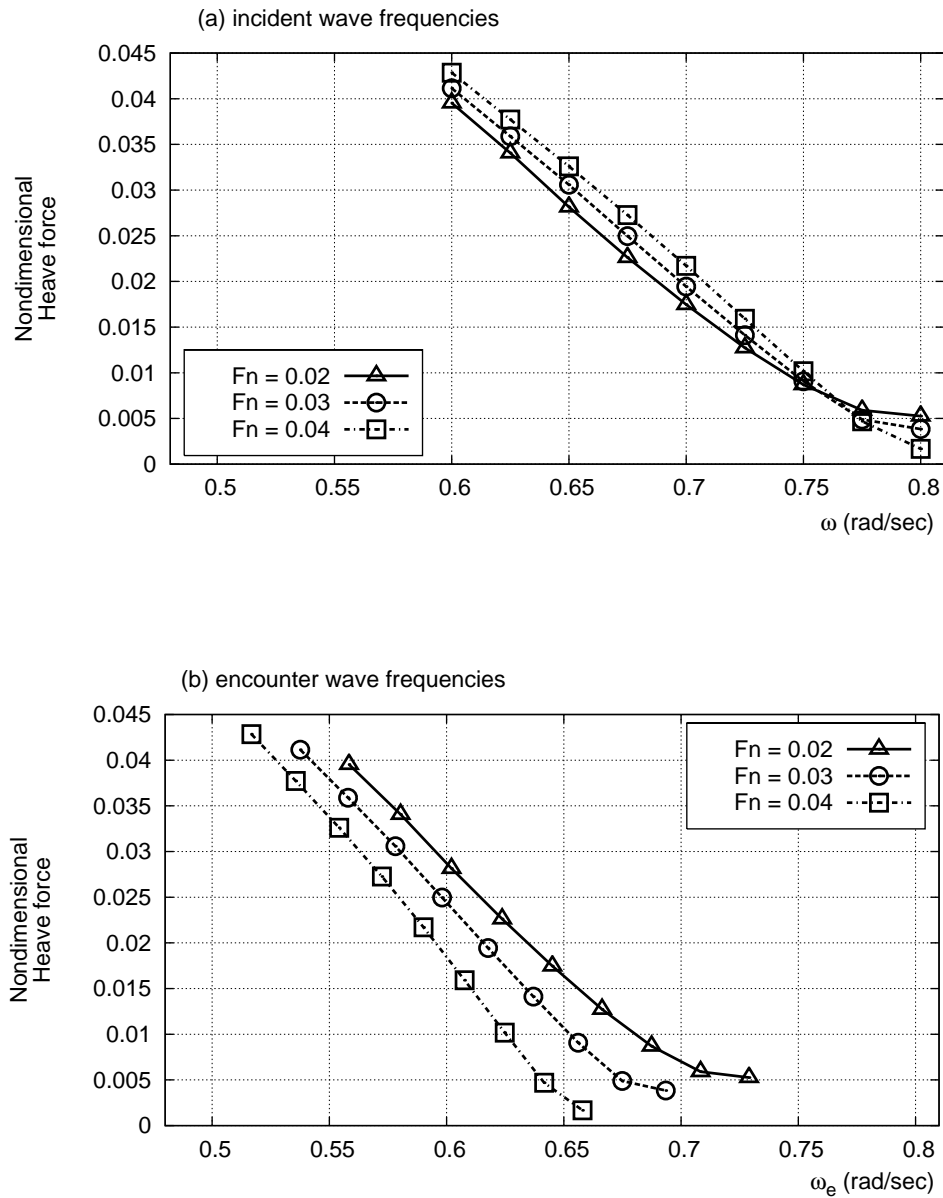 (a) incident wave frequencies
0.045
0.04
0.035
0.03
0.025
0.02
0.015
0.01
0.005
0
Nondimensional
Heave force
Fn = 0.02
Fn = 0.03
Fn = 0.04
0.5 0.55 0.6 0.65 0.7 0.75 0.8
ω (rad/sec)
(b) encounter wave frequencies
0.045
0.04
0.035
0.03
0.025
0.02
0.015
0.01
0.005
0
Nondimensional
Heave force
Fn = 0.02
Fn = 0.03
Fn = 0.04
0.5 0.55 0.6 0.65 0.7 0.75 0.8
ωe (rad/sec)